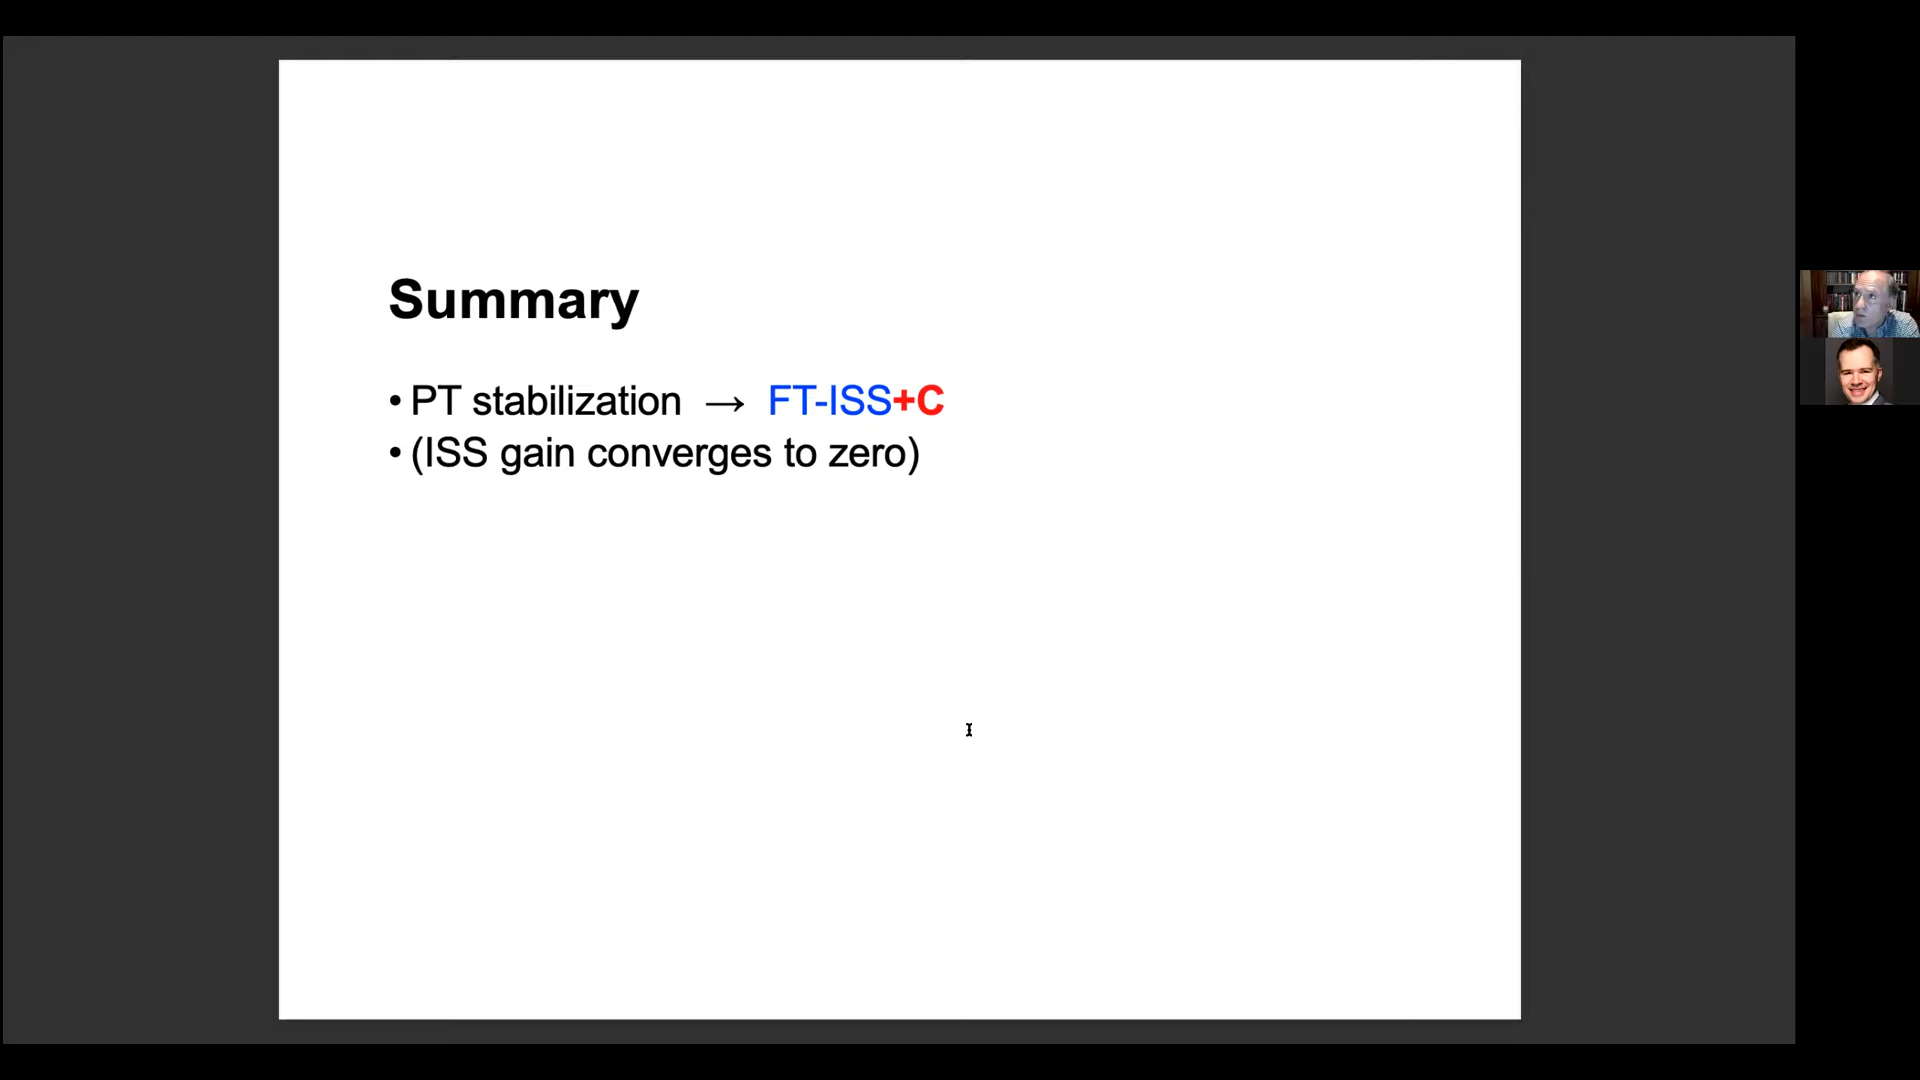 Summary
• PT stabilization → FT-ISS+C
• (ISS gain converges to zero)